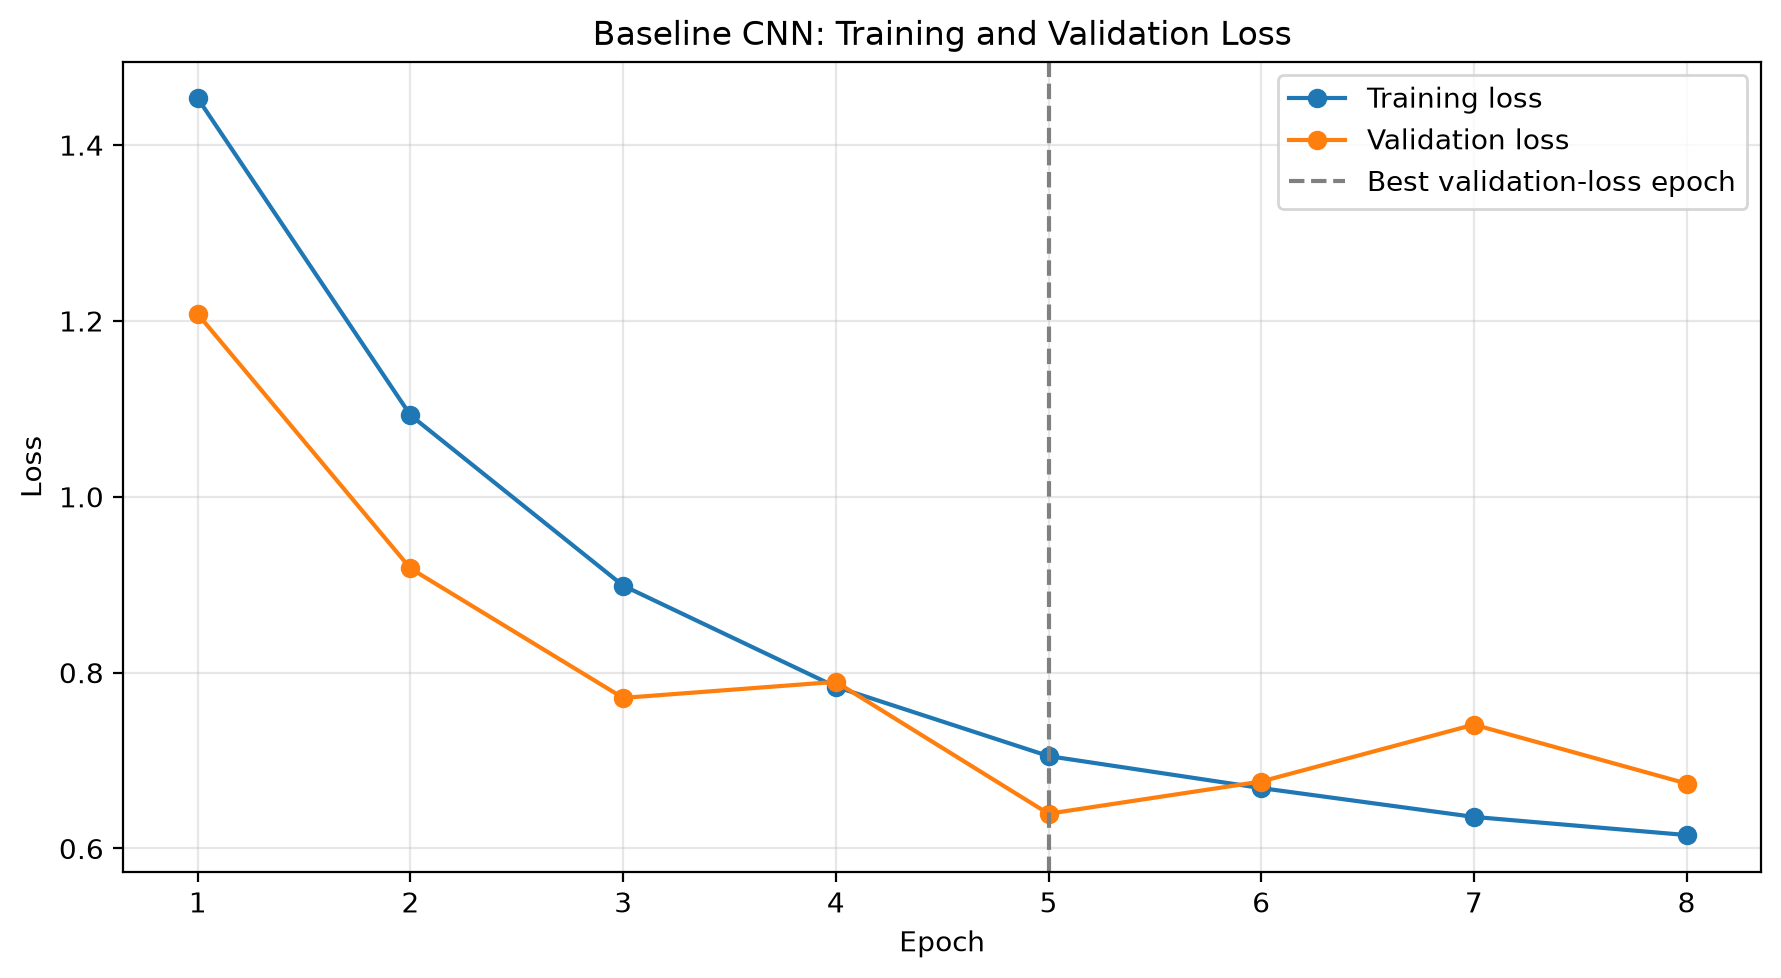 Baseline CNN: Training and Validation Loss
Training loss
Validation loss
Best validation-loss epoch
Loss
1.4
1.2
1.0
0.8
0.6
1 2 3 4 5 6 7 8
Epoch